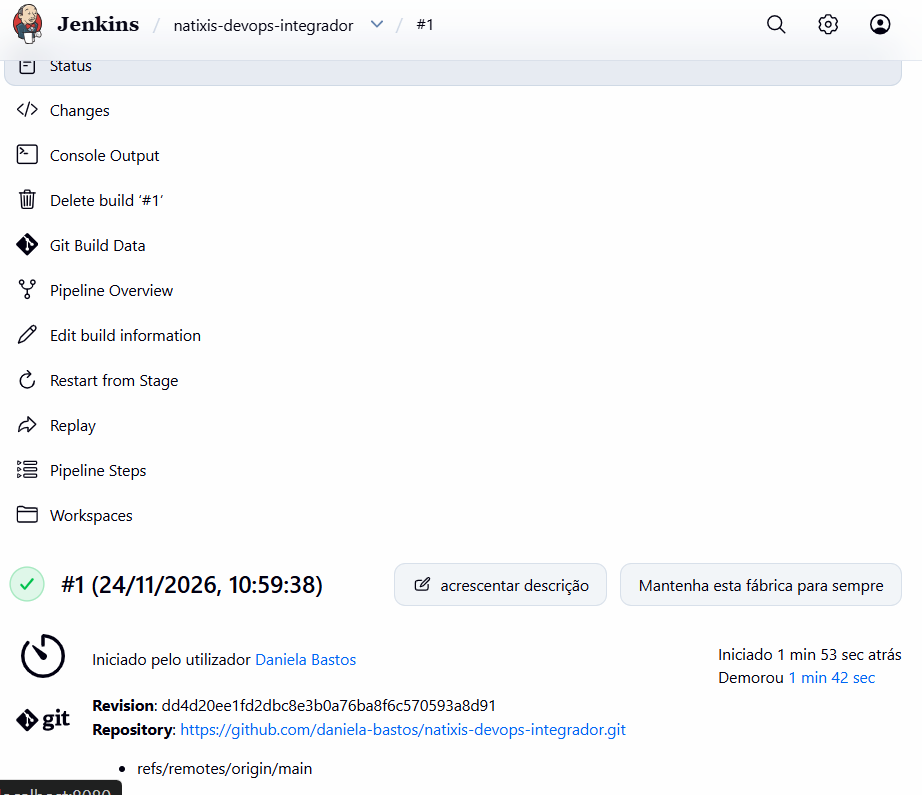 Jenkins / natixis-devops-integrador / #1
Status
Changes
Console Output
Delete build ‘#1’
Git Build Data
Pipeline Overview
Edit build information
Restart from Stage
Replay
Pipeline Steps
Workspaces
#1 (24/11/2026, 10:59:38)
acrescentar descrição
Mantenha esta fábrica para sempre
Iniciado pelo utilizador Daniela Bastos
Iniciado 1 min 53 sec atrás
Demorou 1 min 42 sec
git
Revision: dd4d20ee1fd2dbc8e3b0a76ba8f6c570593a8d91
Repository: https://github.com/daniela-bastos/natixis-devops-integrador.git
refs/remotes/origin/main